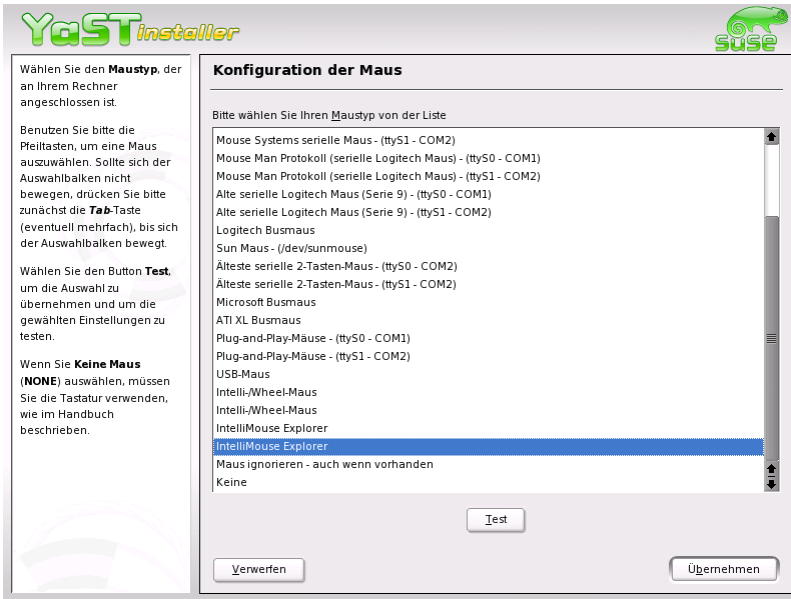 YaST installer
SUSE
Wählen Sie den Maustyp, der
an Ihrem Rechner
angeschlossen ist.
Benutzen Sie bitte die
Pfeiltasten, um eine Maus
auszuwählen. Sollte sich der
Auswahlbalken nicht
bewegen, drücken Sie bitte
zunächst die Tab-Taste
(eventuell mehrfach), bis sich
der Auswahlbalken bewegt.
Wählen Sie den Button Test,
um die Auswahl zu
übernehmen und um die
gewählten Einstellungen zu
testen.
Wenn Sie Keine Maus
(NONE) auswählen, müssen
Sie die Tastatur verwenden,
wie im Handbuch
beschrieben.
Konfiguration der Maus
Bitte wählen Sie Ihren Maustyp von der Liste
Mouse Systems serielle Maus - (ttyS1 - COM2)
Mouse Man Protokoll (serielle Logitech Maus) - (ttyS0 - COM1)
Mouse Man Protokoll (serielle Logitech Maus) - (ttyS1 - COM2)
Alte serielle Logitech Maus (Serie 9) - (ttyS0 - COM1)
Alte serielle Logitech Maus (Serie 9) - (ttyS1 - COM2)
Logitech Busmaus
Sun Maus - (/dev/sunmouse)
Älteste serielle 2-Tasten-Maus - (ttyS0 - COM2)
Älteste serielle 2-Tasten-Maus - (ttyS1 - COM2)
Microsoft Busmaus
ATI XL Busmaus
Plug-and-Play-Mäuse - (ttyS0 - COM1)
Plug-and-Play-Mäuse - (ttyS1 - COM2)
USB-Maus
Intelli-/Wheel-Maus
Intelli-/Wheel-Maus
IntelliMouse Explorer
IntelliMouse Explorer
Maus ignorieren - auch wenn vorhanden
Keine
Test
Verwerfen
Übernehmen